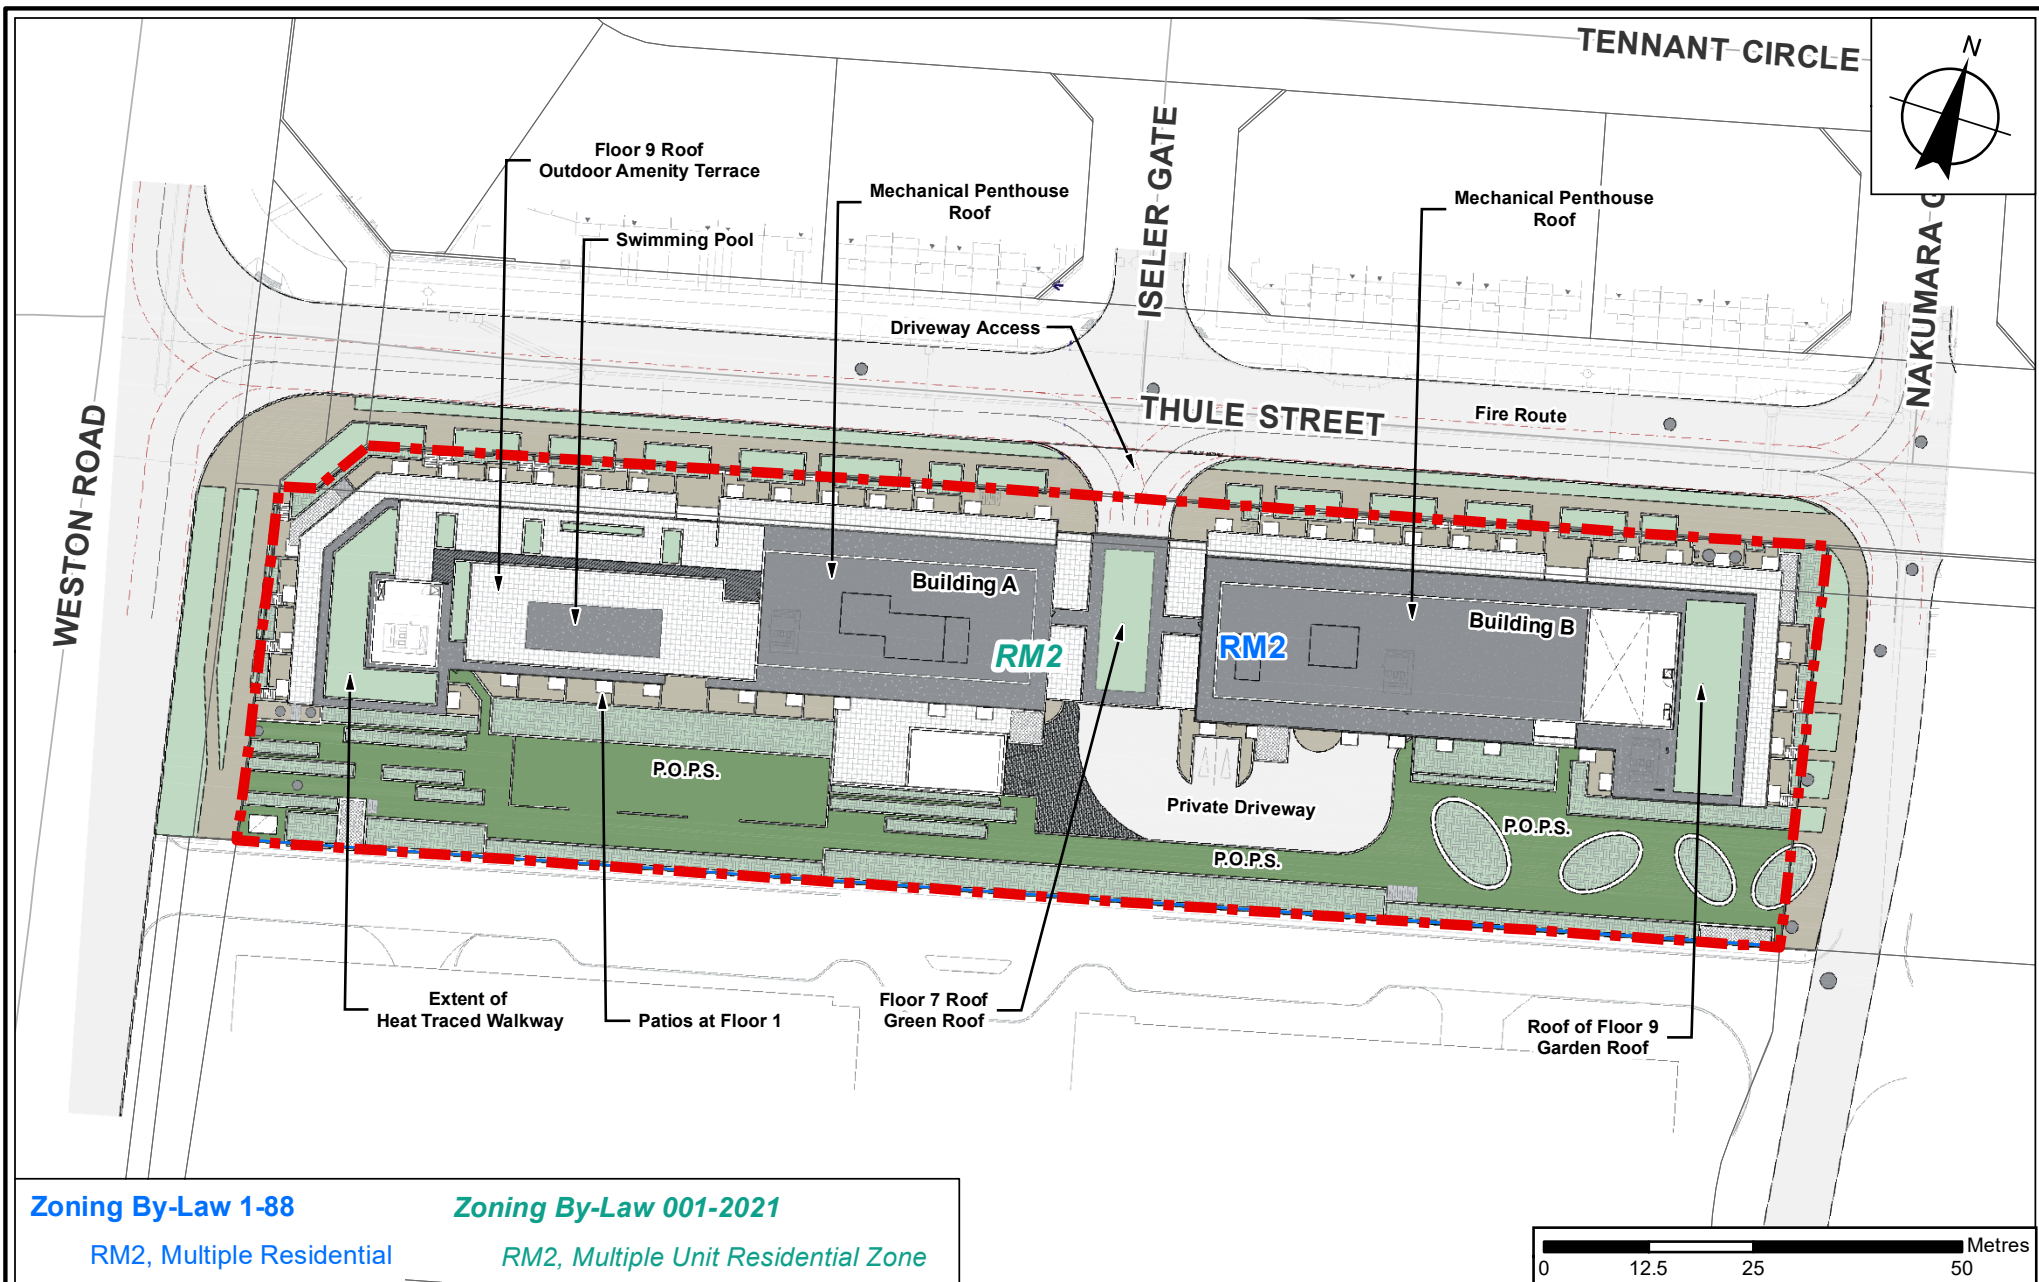 TENNANT CIRCLE
N
ISELER GATE
NAKUMARA G
WESTON ROAD
THULE STREET
Fire Route
Floor 9 Roof
Outdoor Amenity Terrace
Swimming Pool
Mechanical Penthouse
Roof
Mechanical Penthouse
Roof
Driveway Access
Building A
Building B
RM2
RM2
P.O.P.S.
Private Driveway
P.O.P.S.
P.O.P.S.
Extent of
Heat Traced Walkway
Patios at Floor 1
Floor 7 Roof
Green Roof
Roof of Floor 9
Garden Roof
Zoning By-Law 1-88
RM2, Multiple Residential
Zoning By-Law 001-2021
RM2, Multiple Unit Residential Zone
Metres
0 12.5 25 50